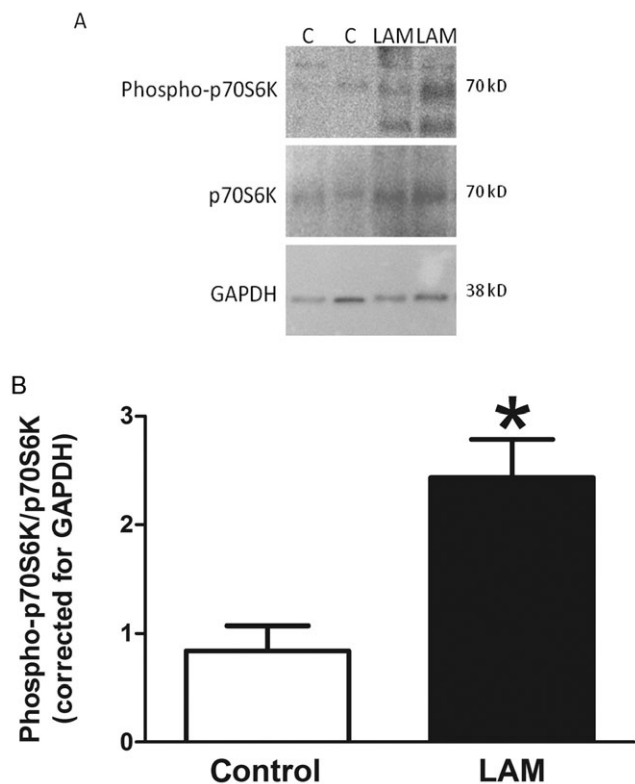 A
C C LAM LAM
Phospho-p70S6K 70 kD
p70S6K 70 kD
GAPDH 38 kD
B
Phospho-p70S6K/p70S6K
(corrected for GAPDH)
3
*
2
1
0
Control LAM